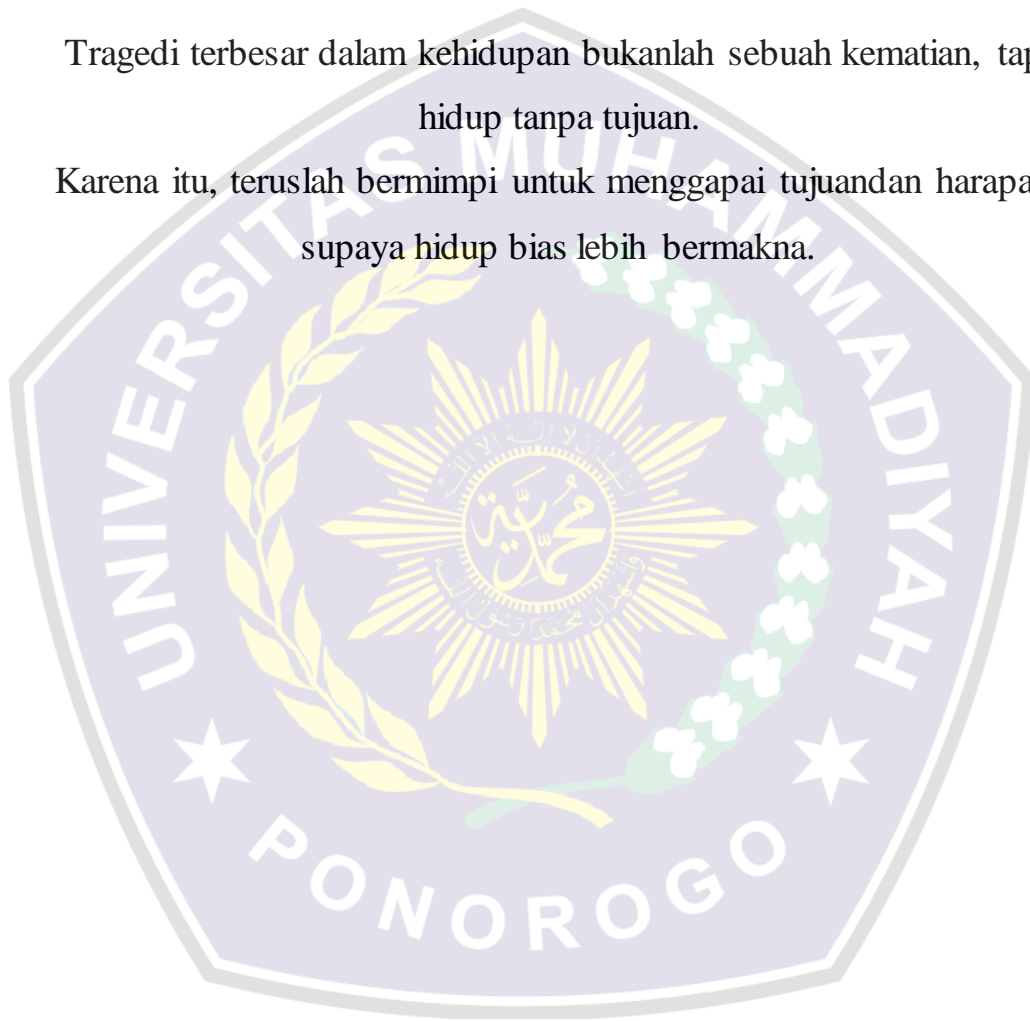 Tragedi terbesar dalam kehidupan bukanlah sebuah kematian, tap
hidup tanpa tujuan.
Karena itu, teruslah bermimpi untuk menggapai tujuandan harapa
supaya hidup bias lebih bermakna.
UNIVERSITAS MUHAMMADIYAH
PONOROGO
محمدية